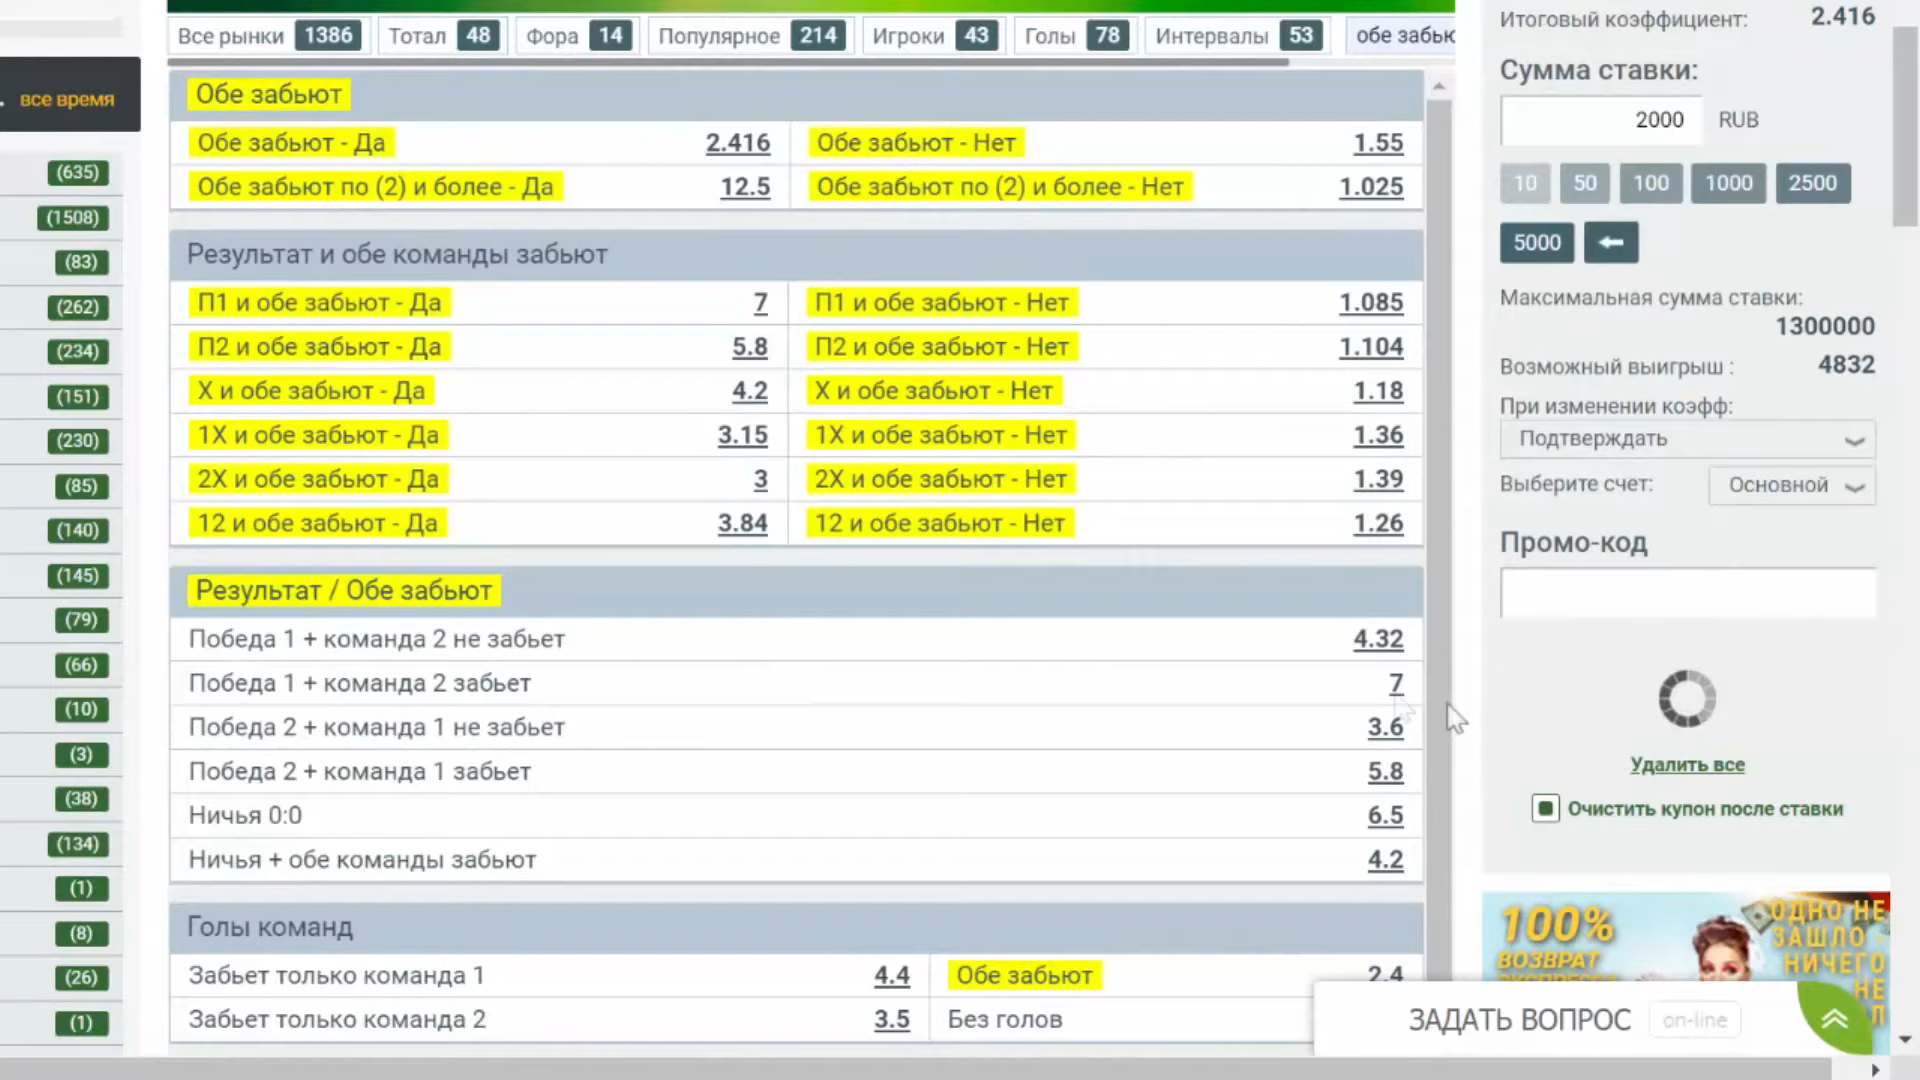 Все рынки 1386 Тотал 48 Фора 14 Популярное 214 Игроки 43 Голы 78 Интервалы 53 обе забью
все время
(635)
(1508)
(83)
(262)
(234)
(151)
(230)
(85)
(140)
(145)
(79)
(66)
(10)
(3)
(38)
(134)
(1)
(8)
(26)
(1)
Обе забьют
Обе забьют - Да 2.416 Обе забьют - Нет 1.55
Обе забьют по (2) и более - Да 12.5 Обе забьют по (2) и более - Нет 1.025
Результат и обе команды забьют
П1 и обе забьют - Да 7 П1 и обе забьют - Нет 1.085
П2 и обе забьют - Да 5.8 П2 и обе забьют - Нет 1.104
Х и обе забьют - Да 4.2 Х и обе забьют - Нет 1.18
1Х и обе забьют - Да 3.15 1Х и обе забьют - Нет 1.36
2Х и обе забьют - Да 3 2Х и обе забьют - Нет 1.39
12 и обе забьют - Да 3.84 12 и обе забьют - Нет 1.26
Результат / Обе забьют
Победа 1 + команда 2 не забьет 4.32
Победа 1 + команда 2 забьет 7
Победа 2 + команда 1 не забьет 3.6
Победа 2 + команда 1 забьет 5.8
Ничья 0:0 6.5
Ничья + обе команды забьют 4.2
Голы команд
Забьет только команда 1 4.4 Обе забьют 2.4
Забьет только команда 2 3.5 Без голов
Итоговый коэффициент: 2.416
Сумма ставки:
2000 RUB
10 50 100 1000 2500
5000
Максимальная сумма ставки:
1300000
Возможный выигрыш : 4832
При изменении коэфф:
Подтверждать
Выберите счет: Основной
Промо-код
Удалить все
Очистить купон после ставки
100%
ВОЗВРАТ
ОДНО НЕ
ЗАШЛО -
НИЧЕГО
НЕ
ЗАДАТЬ ВОПРОС on-line